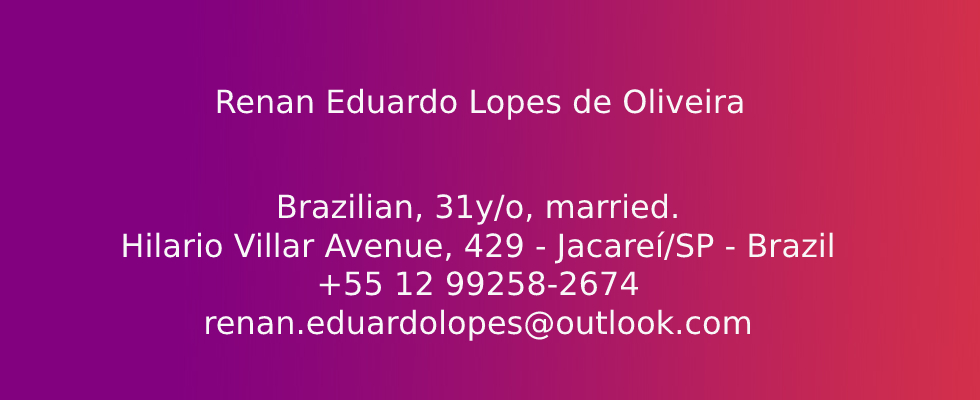 Renan Eduardo Lopes de Oliveira
Brazilian, 31y/o, married.
Hilario Villar Avenue, 429 - Jacareí/SP - Brazil
+55 12 99258-2674
renan.eduardolopes@outlook.com